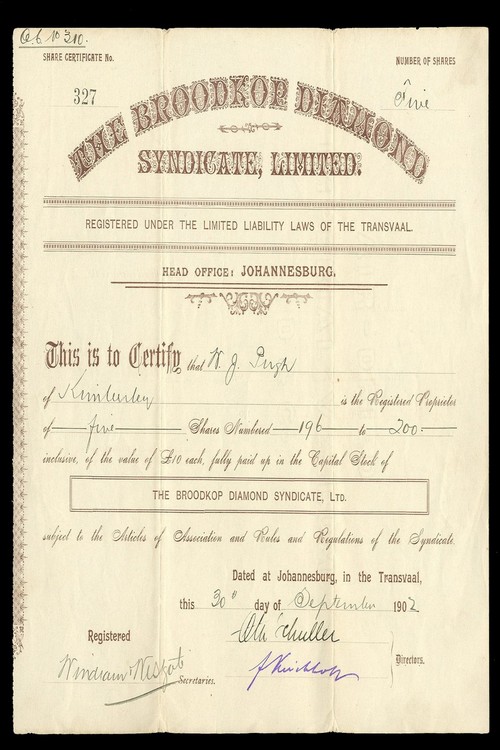 310.
SHARE CERTIFICATE No. NUMBER OF SHARES
327 Five
THE BROODKOP DIAMOND
SYNDICATE, LIMITED.
REGISTERED UNDER THE LIMITED LIABILITY LAWS OF THE TRANSVAAL.
HEAD OFFICE: JOHANNESBURG.
This is to Certify that W. J. Pugh
of Kimberley is the Registered Proprietor
of five Shares Numbered 196 to 200.
inclusive, of the value of £10 each, fully paid up in the Capital Stock of
THE BROODKOP DIAMOND SYNDICATE, LTD.
subject to the Articles of Association and Rules and Regulations of the Syndicate.
Dated at Johannesburg, in the Transvaal,
this 30" day of September 1902
Registered
Directors.
Secretaries.